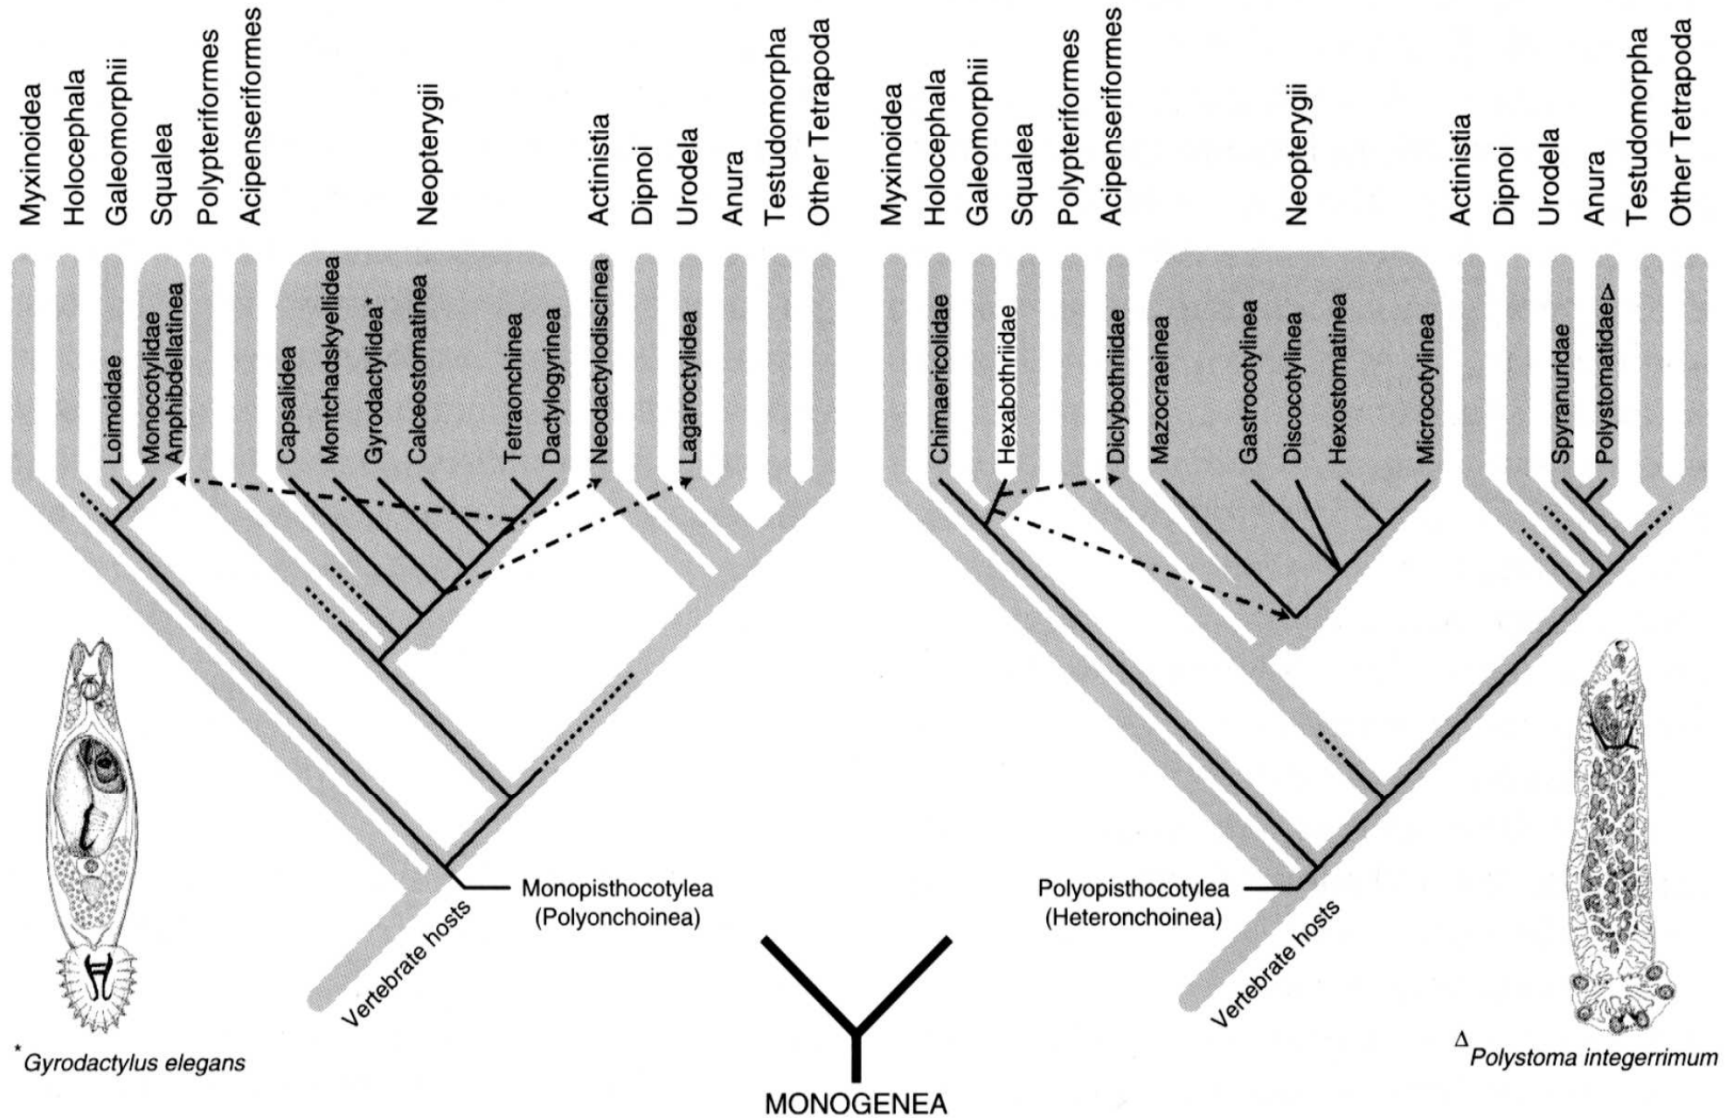 Myxinoidea
Holocephala
Galeomorphii
Squalea
Polypteriformes
Acipenseriformes
Neopterygii
Actinistia
Dipnoi
Urodela
Anura
Testudomorpha
Other Tetrapoda
Loimoidae
Monocotylidae
Amphibdellatinea
Capsalidea
Montchadskyellidea
Gyrodactylidea*
Calceostomatinea
Tetraonchinea
Dactylogyrinea
Neodactylodiscinea
Lagaroctylidea
Monopisthocotylea
(Polyonchoinea)
Vertebrate hosts
* Gyrodactylus elegans
Myxinoidea
Holocephala
Galeomorphii
Squalea
Polypteriformes
Acipenseriformes
Neopterygii
Actinistia
Dipnoi
Urodela
Anura
Testudomorpha
Other Tetrapoda
Chimaericolidae
Hexabothriidae
Diclybothriidae
Mazocraeinea
Gastrocotylinea
Discocotylinea
Hexostomatinea
Microcotylinea
Spyranuridae
Polystomatidae△
Polyopisthocotylea
(Heteronchoinea)
Vertebrate hosts
Δ Polystoma integerrimum
MONOGENEA